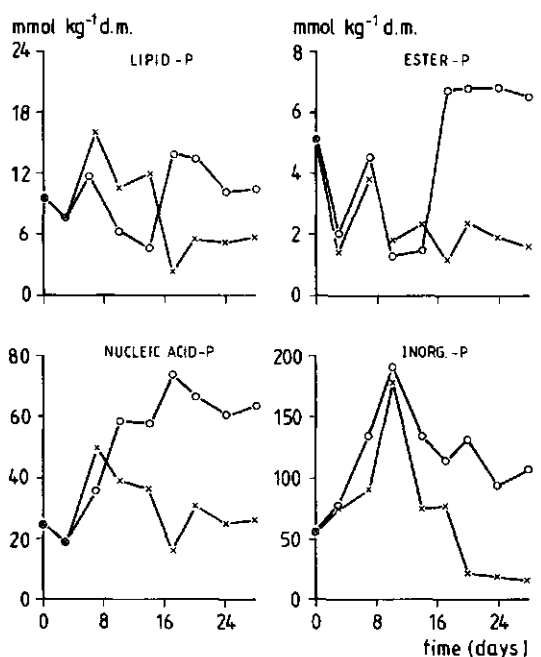 mmol kg⁻¹ d.m.
mmol kg⁻¹ d.m.
24
LIPID-P
18
12
6
0
8
ESTER-P
6
4
2
0
80
NUCLEIC ACID-P
60
40
20
0
0 8 16 24
200
INORG.-P
150
100
50
0
0 8 16 24
time (days)